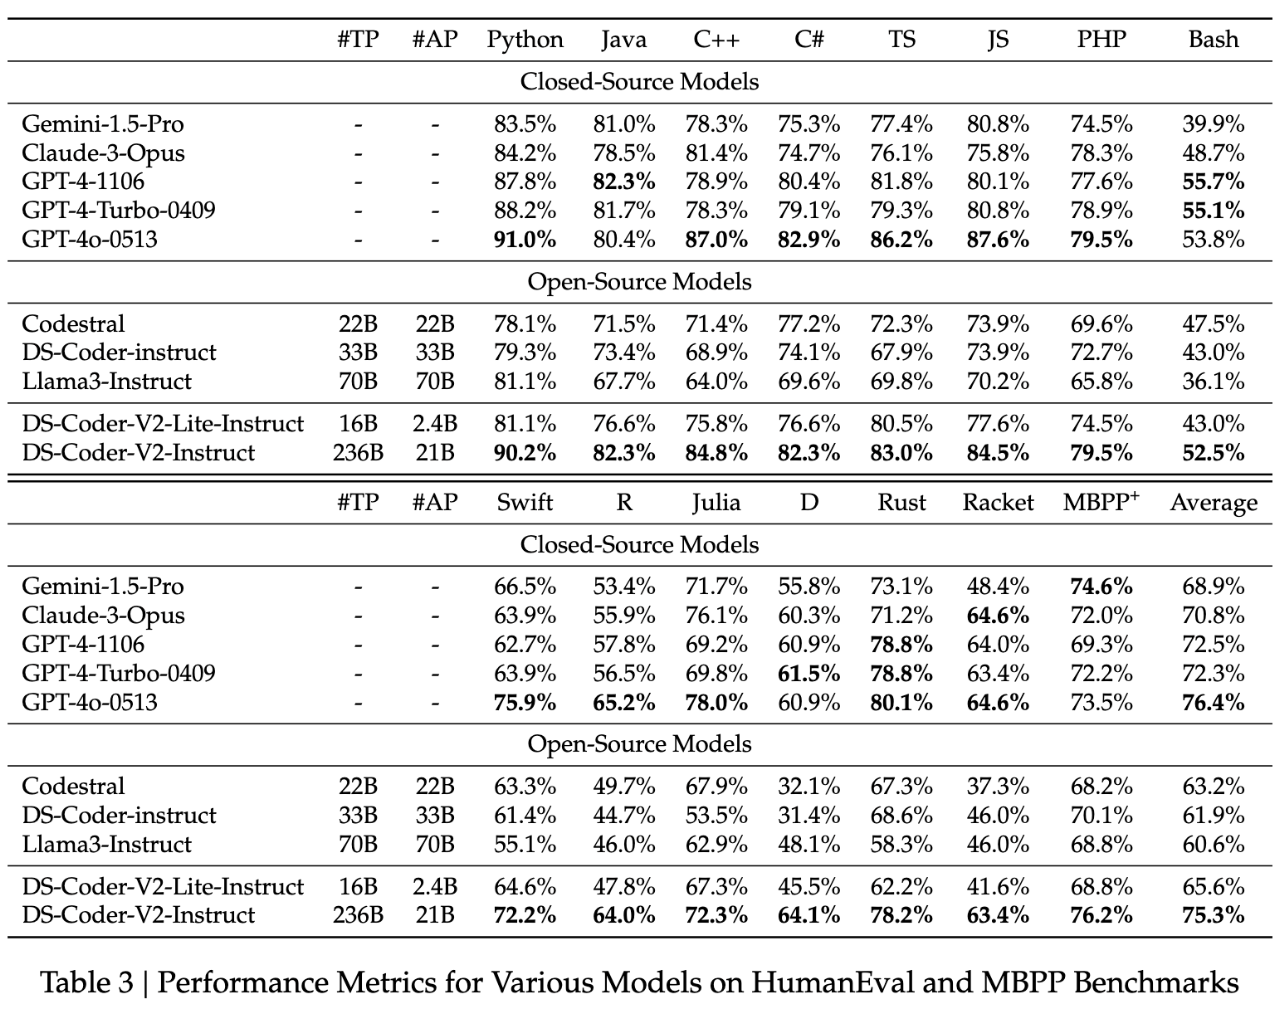 #TP #AP Python Java C++ C# TS JS PHP Bash
Closed-Source Models
Gemini-1.5-Pro - - 83.5% 81.0% 78.3% 75.3% 77.4% 80.8% 74.5% 39.9%
Claude-3-Opus - - 84.2% 78.5% 81.4% 74.7% 76.1% 75.8% 78.3% 48.7%
GPT-4-1106 - - 87.8% 82.3% 78.9% 80.4% 81.8% 80.1% 77.6% 55.7%
GPT-4-Turbo-0409 - - 88.2% 81.7% 78.3% 79.1% 79.3% 80.8% 78.9% 55.1%
GPT-4o-0513 - - 91.0% 80.4% 87.0% 82.9% 86.2% 87.6% 79.5% 53.8%
Open-Source Models
Codestral 22B 22B 78.1% 71.5% 71.4% 77.2% 72.3% 73.9% 69.6% 47.5%
DS-Coder-instruct 33B 33B 79.3% 73.4% 68.9% 74.1% 67.9% 73.9% 72.7% 43.0%
Llama3-Instruct 70B 70B 81.1% 67.7% 64.0% 69.6% 69.8% 70.2% 65.8% 36.1%
DS-Coder-V2-Lite-Instruct 16B 2.4B 81.1% 76.6% 75.8% 76.6% 80.5% 77.6% 74.5% 43.0%
DS-Coder-V2-Instruct 236B 21B 90.2% 82.3% 84.8% 82.3% 83.0% 84.5% 79.5% 52.5%
#TP #AP Swift R Julia D Rust Racket MBPP⁺ Average
Closed-Source Models
Gemini-1.5-Pro - - 66.5% 53.4% 71.7% 55.8% 73.1% 48.4% 74.6% 68.9%
Claude-3-Opus - - 63.9% 55.9% 76.1% 60.3% 71.2% 64.6% 72.0% 70.8%
GPT-4-1106 - - 62.7% 57.8% 69.2% 60.9% 78.8% 64.0% 69.3% 72.5%
GPT-4-Turbo-0409 - - 63.9% 56.5% 69.8% 61.5% 78.8% 63.4% 72.2% 72.3%
GPT-4o-0513 - - 75.9% 65.2% 78.0% 60.9% 80.1% 64.6% 73.5% 76.4%
Open-Source Models
Codestral 22B 22B 63.3% 49.7% 67.9% 32.1% 67.3% 37.3% 68.2% 63.2%
DS-Coder-instruct 33B 33B 61.4% 44.7% 53.5% 31.4% 68.6% 46.0% 70.1% 61.9%
Llama3-Instruct 70B 70B 55.1% 46.0% 62.9% 48.1% 58.3% 46.0% 68.8% 60.6%
DS-Coder-V2-Lite-Instruct 16B 2.4B 64.6% 47.8% 67.3% 45.5% 62.2% 41.6% 68.8% 65.6%
DS-Coder-V2-Instruct 236B 21B 72.2% 64.0% 72.3% 64.1% 78.2% 63.4% 76.2% 75.3%
Table 3 | Performance Metrics for Various Models on HumanEval and MBPP Benchmarks